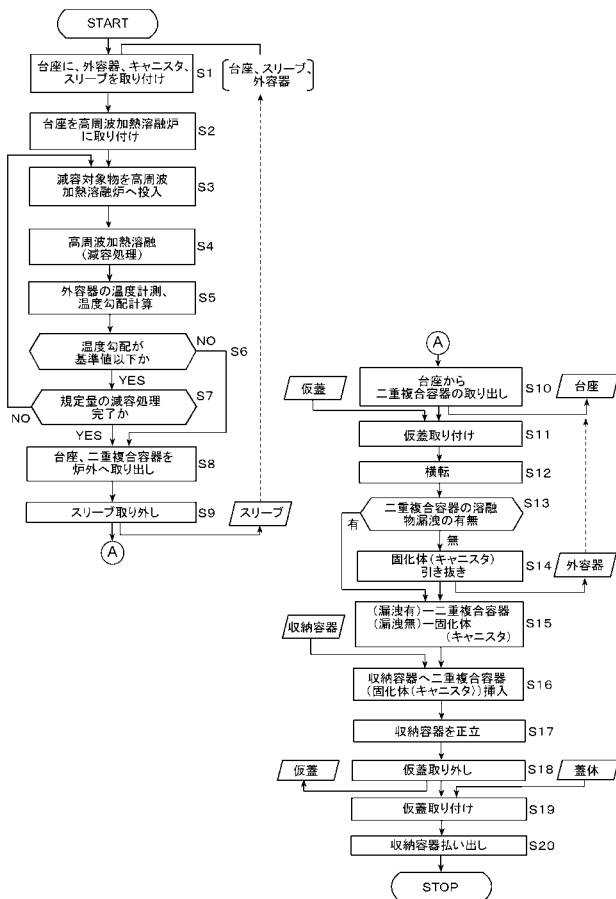 START
台座に、外容器、キャニスタ、
スリーブを取り付け
S1
台座、スリーブ、
外容器
台座を高周波加熱溶融炉
に取り付け
S2
減容対象物を高周波
加熱溶融炉へ投入
S3
高周波加熱溶融
(減容処理)
S4
外容器の温度計測、
温度勾配計算
S5
温度勾配が
基準値以下か
NO
S6
YES
規定量の減容処理
完了か
S7
NO
YES
台座、二重複合容器を
炉外へ取り出し
S8
スリーブ取り外し
S9
スリーブ
A
A
台座から
二重複合容器の取り出し
S10
台座
仮蓋
仮蓋取り付け
S11
横転
S12
二重複合容器の溶融
物漏洩の有無
S13
有
無
固化体(キャニスタ)
引き抜き
S14
外容器
(漏洩有)ー二重複合容器
(漏洩無)ー固化体
(キャニスタ)
S15
収納容器
収納容器へ二重複合容器
(固化体(キャニスタ))挿入
S16
収納容器を正立
S17
仮蓋
仮蓋取り外し
S18
蓋体
仮蓋取り付け
S19
収納容器払い出し
S20
STOP